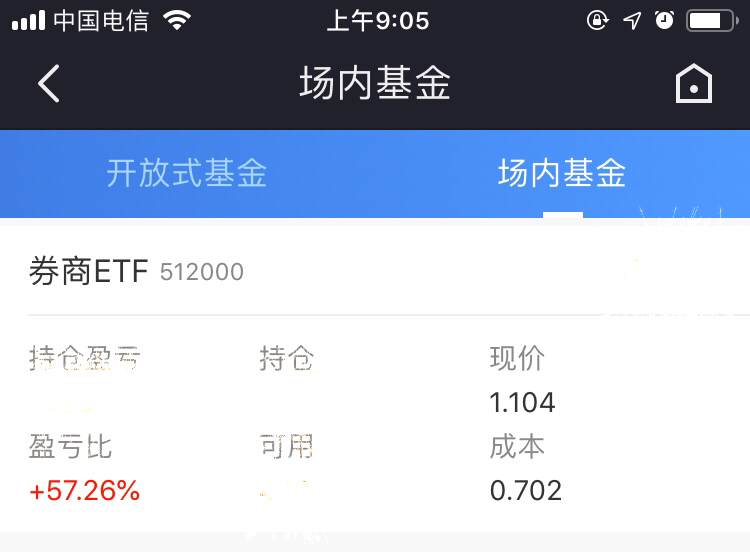 中国电信 上午9:05
场内基金
开放式基金 场内基金
券商ETF 512000
持仓盈亏 持仓 现价
1.104
盈亏比 可用 成本
+57.26% 0.702